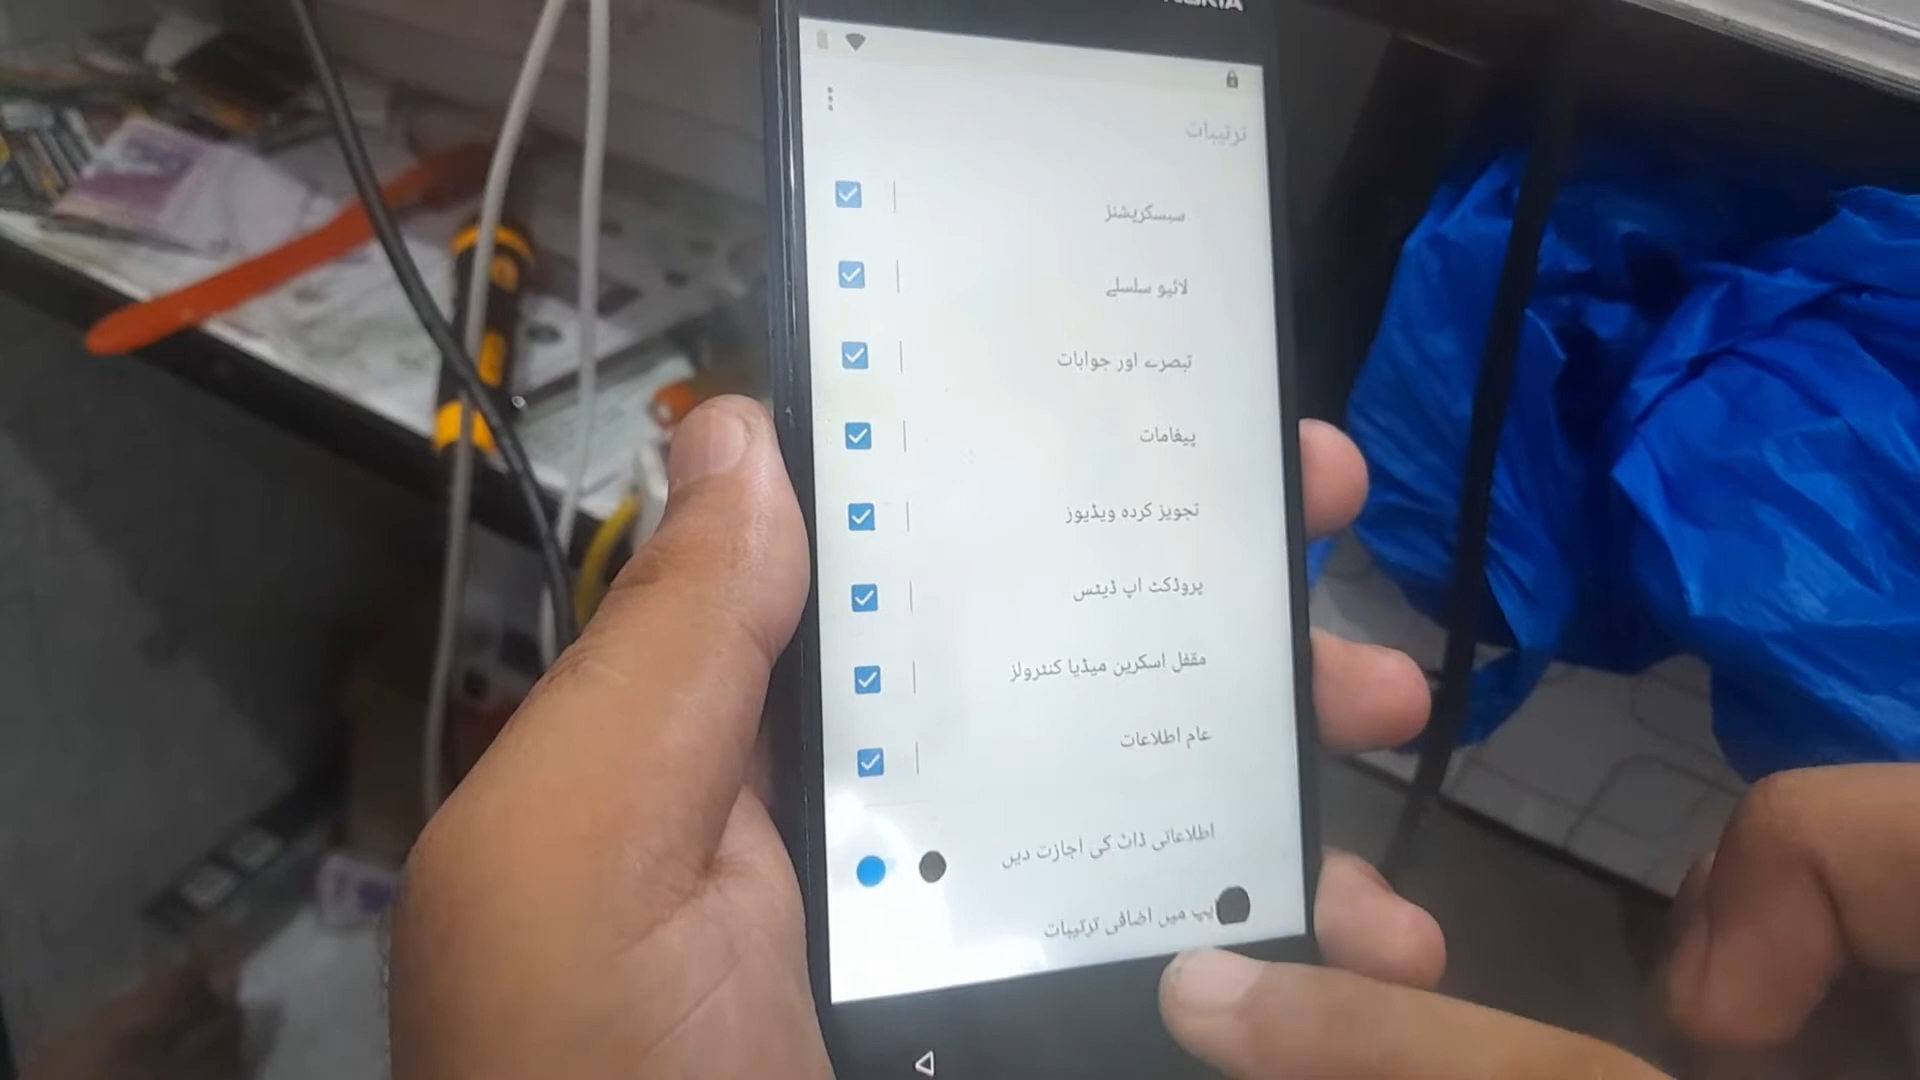 NOKIA
ترتیبات
سبسکرپشنز
لائیو سلسلے
تبصرے اور جوابات
پیغامات
تجویز کردہ ویڈیوز
پروڈکٹ اپ ڈیٹس
مقفل اسکرین میڈیا کنٹرولز
عام اطلاعات
اطلاعاتی ڈاٹ کی اجازت دیں
میں اضافی ترتیبات